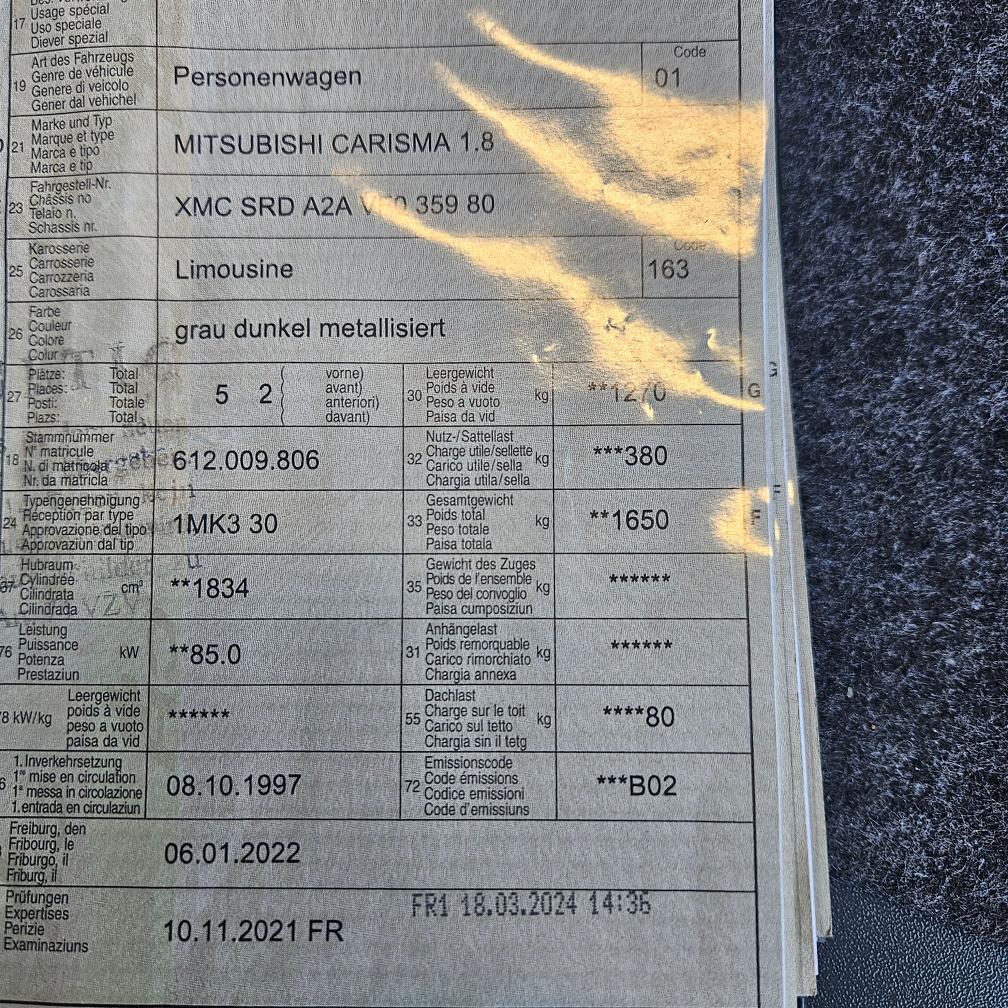 17
Usage spécial
Uso speciale
Diever spezial
19
Art des Fahrzeugs
Genre de véhicule
Genere di veicolo
Gener dal vehichel
Personenwagen
Code
01
21
Marke und Typ
Marque et type
Marca e tipo
Marca e tip
MITSUBISHI CARISMA 1.8
23
Fahrgestell-Nr.
Châssis no
Telaio n.
Schassis nr.
XMC SRD A2A 359 80
25
Karosserie
Carrosserie
Carrozzeria
Carossaria
Limousine
Code
163
26
Farbe
Couleur
Colore
Colur
grau dunkel metallisiert
27
Plätze: Total
Places: Total
Posti: Totale
Plazs: Total
5 2
( vorne)
( avant)
( anteriori)
( davant)
30
Leergewicht
Poids à vide
Peso a vuoto
Paisa da vid
kg
**1270
G
G
18
Stammnummer
N° matricule
N. di matricola
Nr. da matricla
612.009.806
32
Nutz-/Sattellast
Charge utile/sellette
Carico utile/sella
Chargia utila/sella
kg
***380
24
Typengenehmigung
Réception par type
Approvazione del tipo
Approvaziun dal tip
1MK3 30
33
Gesamtgewicht
Poids total
Peso totale
Paisa totala
kg
**1650
F
F
37
Hubraum
Cylindrée
Cilindrata
Cilindrada
cm³
**1834
35
Gewicht des Zuges
Poids de l'ensemble
Peso del convoglio
Paisa cumposiziun
kg
******
76
Leistung
Puissance
Potenza
Prestaziun
kW
**85.0
31
Anhängelast
Poids remorquable
Carico rimorchiato
Chargia annexa
kg
******
78 kW/kg
Leergewicht
poids à vide
peso a vuoto
paisa da vid
******
55
Dachlast
Charge sur le toit
Carico sul tetto
Chargia sin il tetg
kg
****80
6
1. Inverkehrsetzung
1re mise en circulation
1a messa in circolazione
1. entrada en circulaziun
08.10.1997
72
Emissionscode
Code émissions
Codice emissioni
Code d'emissiuns
***B02
Freiburg, den
Fribourg, le
Friburgo, il
Friburg, il
06.01.2022
Prüfungen
Expertises
Perizie
Examinaziuns
10.11.2021 FR
FR1 18.03.2024 14:36